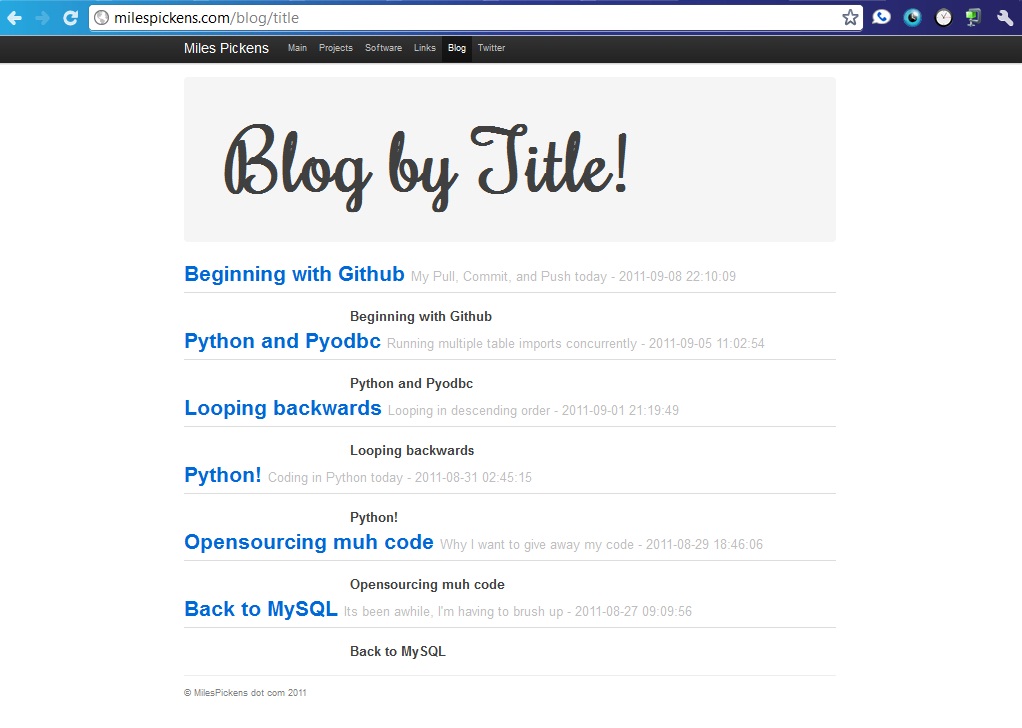 milespickens.com/blog/title
Miles Pickens Main Projects Software Links Blog Twitter
Blog by Title!
Beginning with Github My Pull, Commit, and Push today - 2011-09-08 22:10:09
Beginning with Github
Python and Pyodbc Running multiple table imports concurrently - 2011-09-05 11:02:54
Python and Pyodbc
Looping backwards Looping in descending order - 2011-09-01 21:19:49
Looping backwards
Python! Coding in Python today - 2011-08-31 02:45:15
Python!
Opensourcing muh code Why I want to give away my code - 2011-08-29 18:46:06
Opensourcing muh code
Back to MySQL Its been awhile, I'm having to brush up - 2011-08-27 09:09:56
Back to MySQL
© MilesPickens dot com 2011